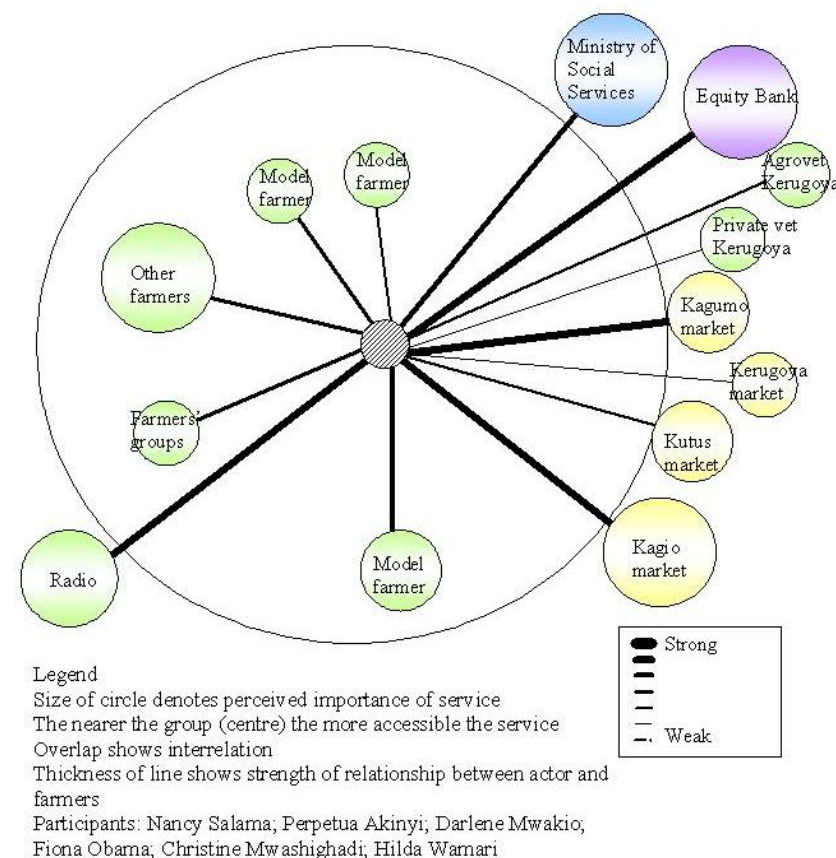 Ministry of
Social
Services
Equity Bank
Agrovet
Kerugoya
Private vet
Kerugoya
Kagumo
market
Kerugoya
market
Kutus
market
Kagio
market
Model
farmer
Model
farmer
Other
farmers
Farmers'
groups
Radio
Model
farmer
Strong
Weak
Legend
Size of circle denotes perceived importance of service
The nearer the group (centre) the more accessible the service
Overlap shows interrelation
Thickness of line shows strength of relationship between actor and
farmers
Participants: Nancy Salama; Perpetua Akinyi; Darlene Mwakio;
Fiona Obama; Christine Mwashighadi; Hilda Wamari